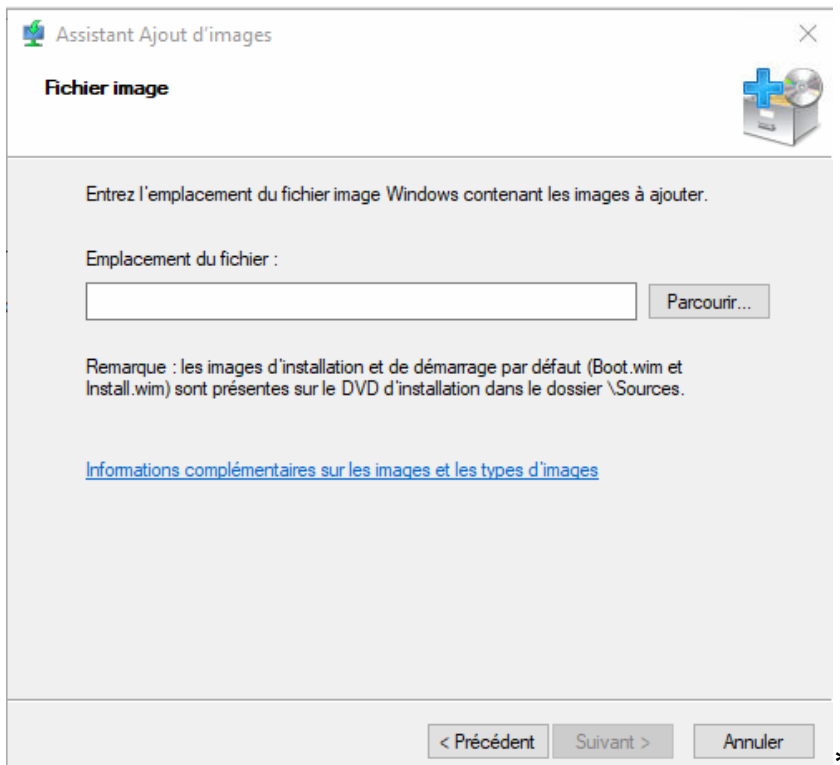 Assistant Ajout d'images
Fichier image
Entrez l'emplacement du fichier image Windows contenant les images à ajouter.
Emplacement du fichier :
Parcourir...
Remarque : les images d'installation et de démarrage par défaut (Boot.wim et
Install.wim) sont présentes sur le DVD d'installation dans le dossier \Sources.
Informations complémentaires sur les images et les types d'images
< Précédent
Suivant >
Annuler
*